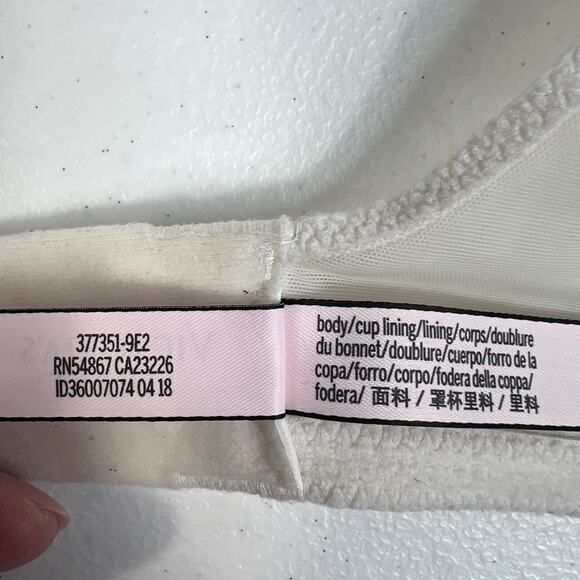 377351-9E2
RN54867 CA23226
ID36007074 04 18
body/cup lining/lining/corps/doublure
du bonnet/doublure/cuerpo/forro de la
copa/forro/corpo/fodera della coppa/
fodera/ 面料 / 罩杯里料 / 里料